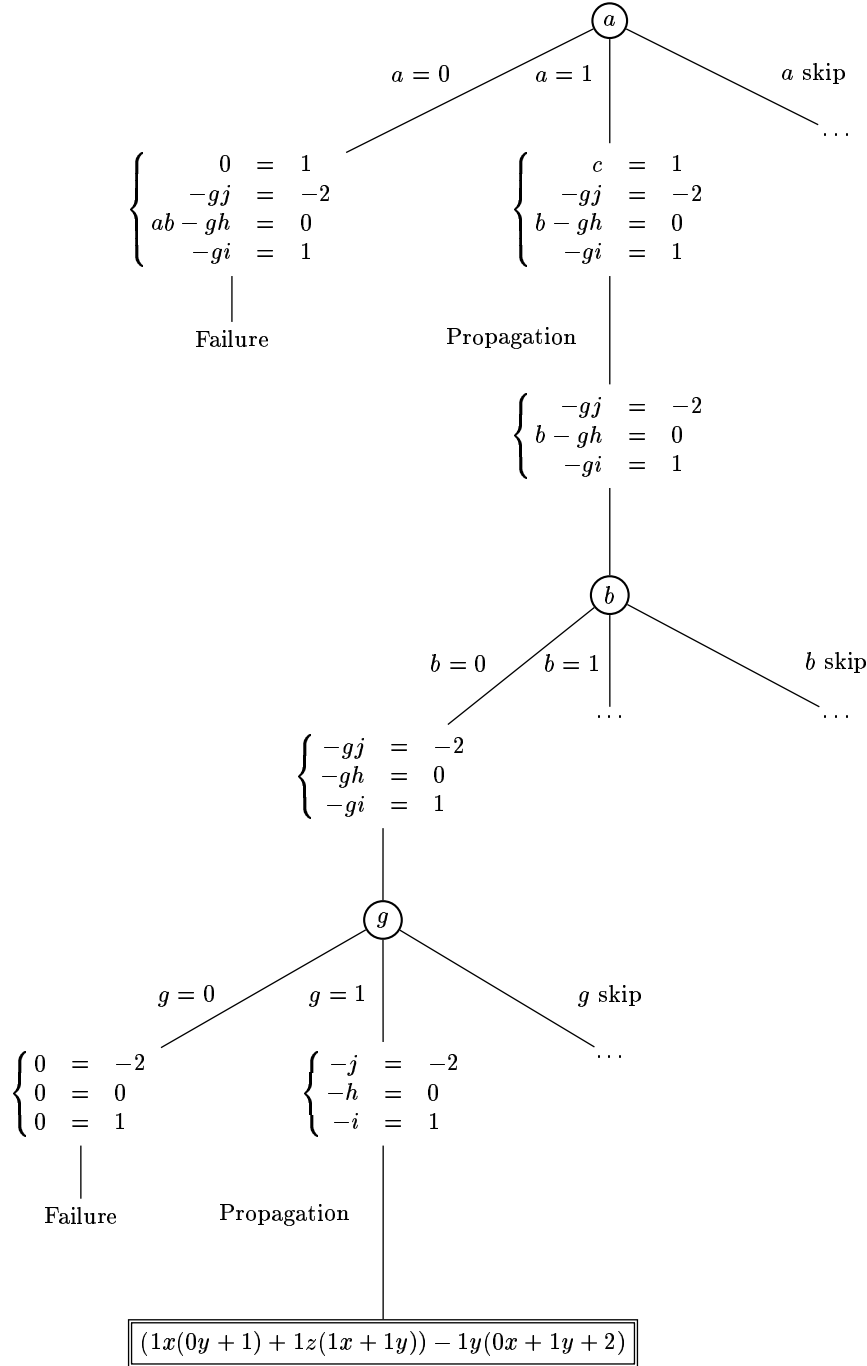 a
a = 0
a = 1
a skip
. . .
0 = 1
−gj = −2
ab − gh = 0
−gi = 1
c = 1
−gj = −2
b − gh = 0
−gi = 1
Failure
Propagation
−gj = −2
b − gh = 0
−gi = 1
b
b = 0
b = 1
b skip
. . .
. . .
−gj = −2
−gh = 0
−gi = 1
g
g = 0
g = 1
g skip
. . .
0 = −2
0 = 0
0 = 1
−j = −2
−h = 0
−i = 1
Failure
Propagation
(1x(0y + 1) + 1z(1x + 1y)) − 1y(0x + 1y + 2)